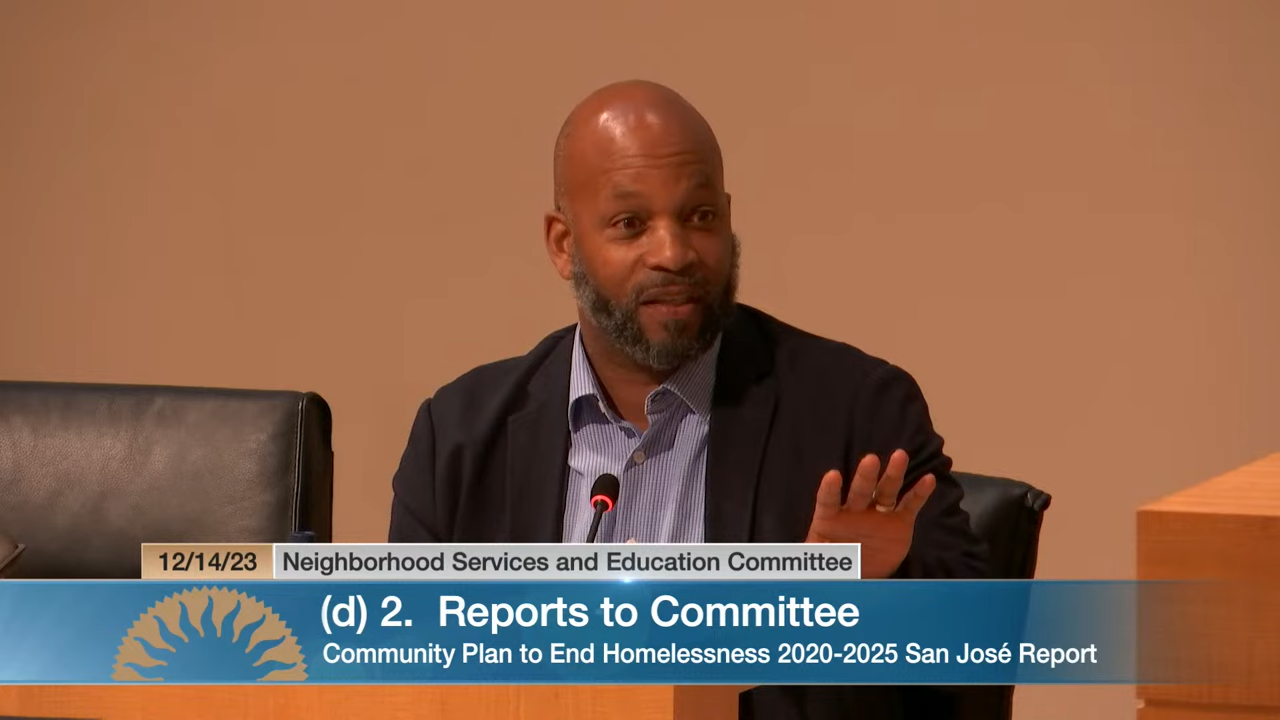 12/14/23 Neighborhood Services and Education Committee
(d) 2. Reports to Committee
Community Plan to End Homelessness 2020-2025 San José Report